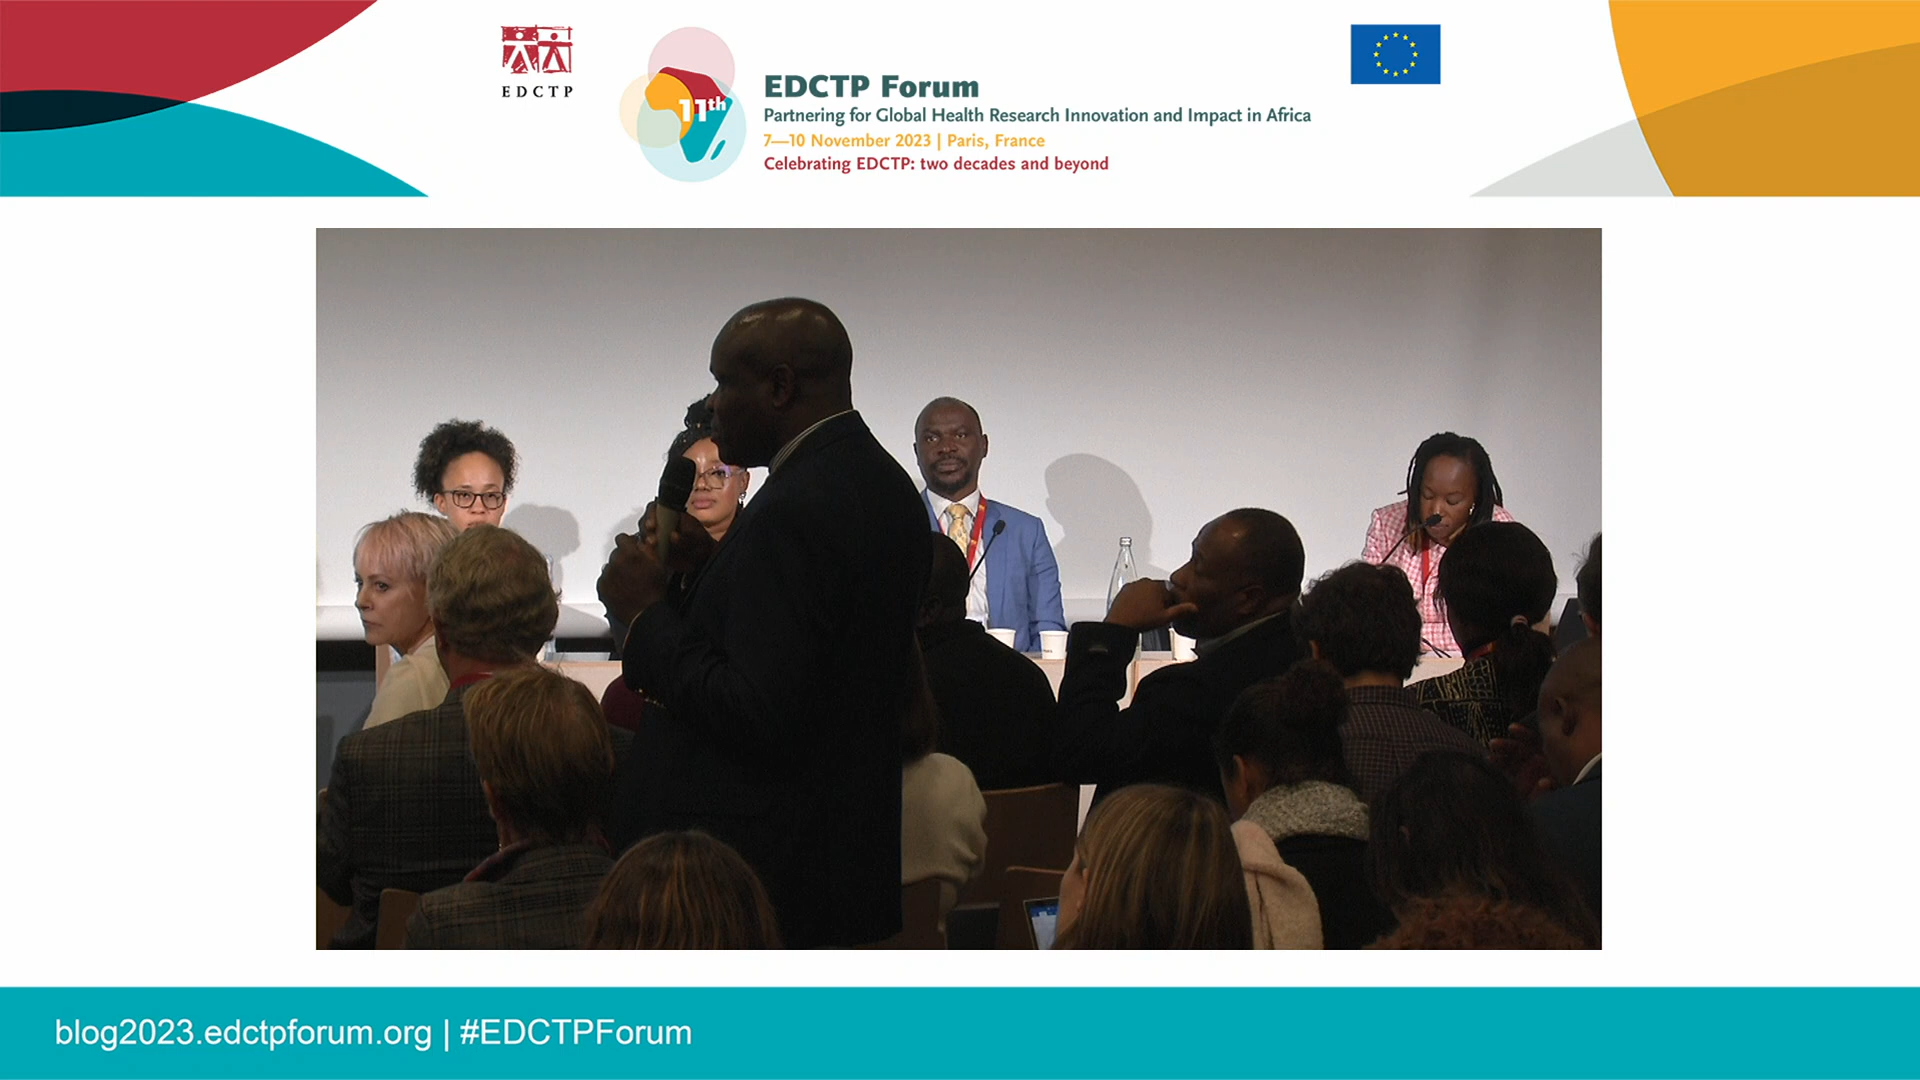 EDCTP
11th
EDCTP Forum
Partnering for Global Health Research Innovation and Impact in Africa
7—10 November 2023 | Paris, France
Celebrating EDCTP: two decades and beyond
blog2023.edctpforum.org | #EDCTPForum